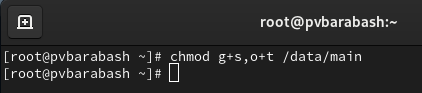 root@pvbarabash:~
[root@pvbarabash ~]# chmod g+s,o+t /data/main
[root@pvbarabash ~]#